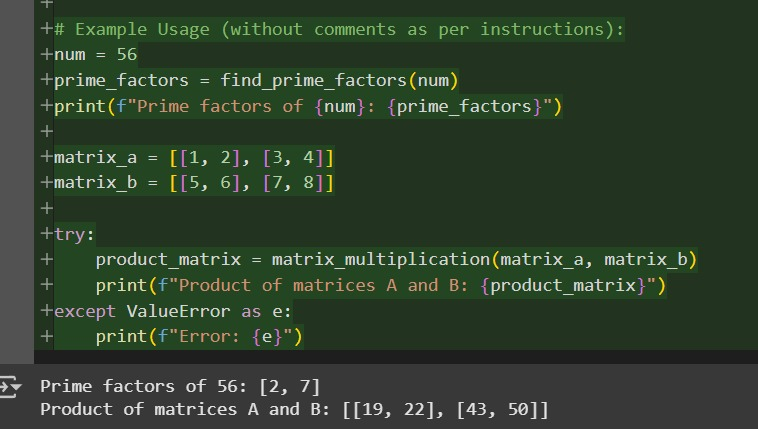 +
+# Example Usage (without comments as per instructions):
+num = 56
+prime_factors = find_prime_factors(num)
+print(f"Prime factors of {num}: {prime_factors}")
+
+matrix_a = [[1, 2], [3, 4]]
+matrix_b = [[5, 6], [7, 8]]
+
+try:
+    product_matrix = matrix_multiplication(matrix_a, matrix_b)
+    print(f"Product of matrices A and B: {product_matrix}")
+except ValueError as e:
+    print(f"Error: {e}")
Prime factors of 56: [2, 7]
Product of matrices A and B: [[19, 22], [43, 50]]